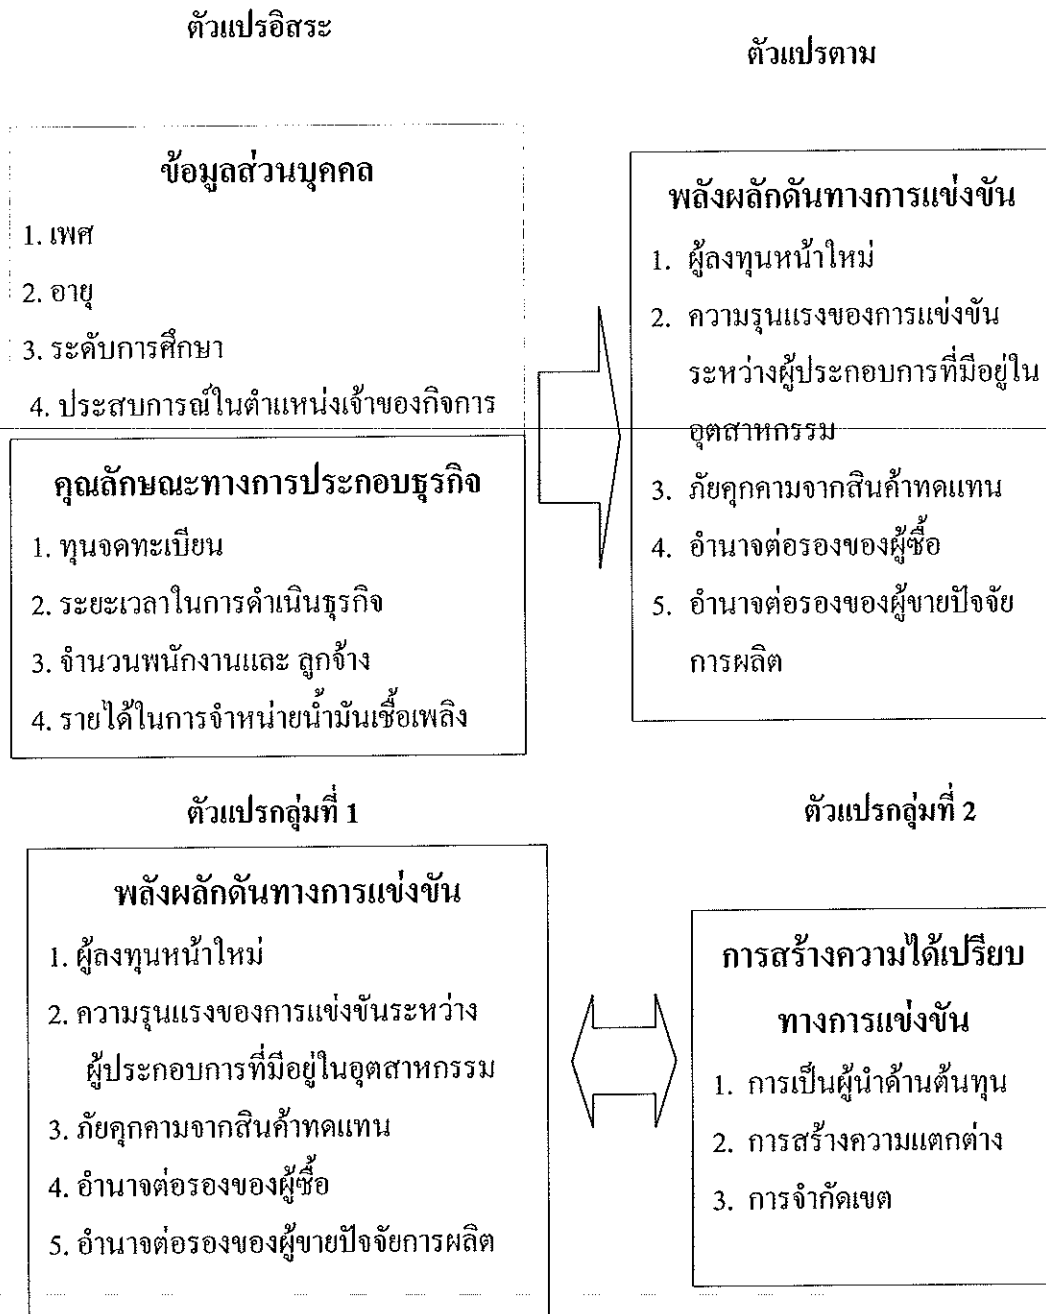 ตัวแปรอิสระ
ตัวแปรตาม
ข้อมูลส่วนบุคคล
1. เพศ
2. อายุ
3. ระดับการศึกษา
4. ประสบการณ์ในตำแหน่งเจ้าของกิจการ
คุณลักษณะทางการประกอบธุรกิจ
1. ทุนจดทะเบียน
2. ระยะเวลาในการดำเนินธุรกิจ
3. จำนวนพนักงานและ ลูกจ้าง
4. รายได้ในการจำหน่ายน้ำมันเชื้อเพลิง
พลังผลักดันทางการแข่งขัน
1. ผู้ลงทุนหน้าใหม่
2. ความรุนแรงของการแข่งขัน
ระหว่างผู้ประกอบการที่มีอยู่ใน
อุตสาหกรรม
3. ภัยคุกคามจากสินค้าทดแทน
4. อำนาจต่อรองของผู้ซื้อ
5. อำนาจต่อรองของผู้ขายปัจจัย
การผลิต
ตัวแปรกลุ่มที่ 1
ตัวแปรกลุ่มที่ 2
พลังผลักดันทางการแข่งขัน
1. ผู้ลงทุนหน้าใหม่
2. ความรุนแรงของการแข่งขันระหว่าง
ผู้ประกอบการที่มีอยู่ในอุตสาหกรรม
3. ภัยคุกคามจากสินค้าทดแทน
4. อำนาจต่อรองของผู้ซื้อ
5. อำนาจต่อรองของผู้ขายปัจจัยการผลิต
การสร้างความได้เปรียบ
ทางการแข่งขัน
1. การเป็นผู้นำด้านต้นทุน
2. การสร้างความแตกต่าง
3. การจำกัดเขต